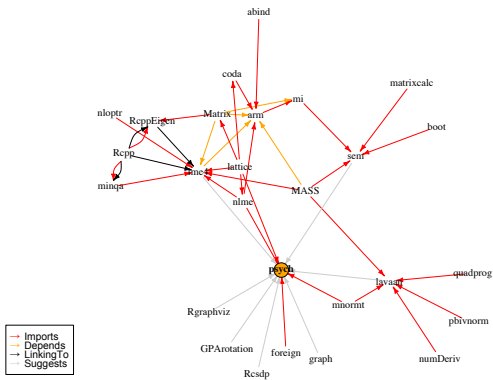 abind
coda
mi
matrixcalc
nloptr
RcppEigen
Matrix
arm
boot
Rcpp
sem
lattice
lme4
minqa
MASS
nlme
psych
quadprog
lavaan
mnormt
Rgraphviz
pbivnorm
GPArotation
foreign
graph
numDeriv
Rcsdp
Imports
Depends
LinkingTo
Suggests